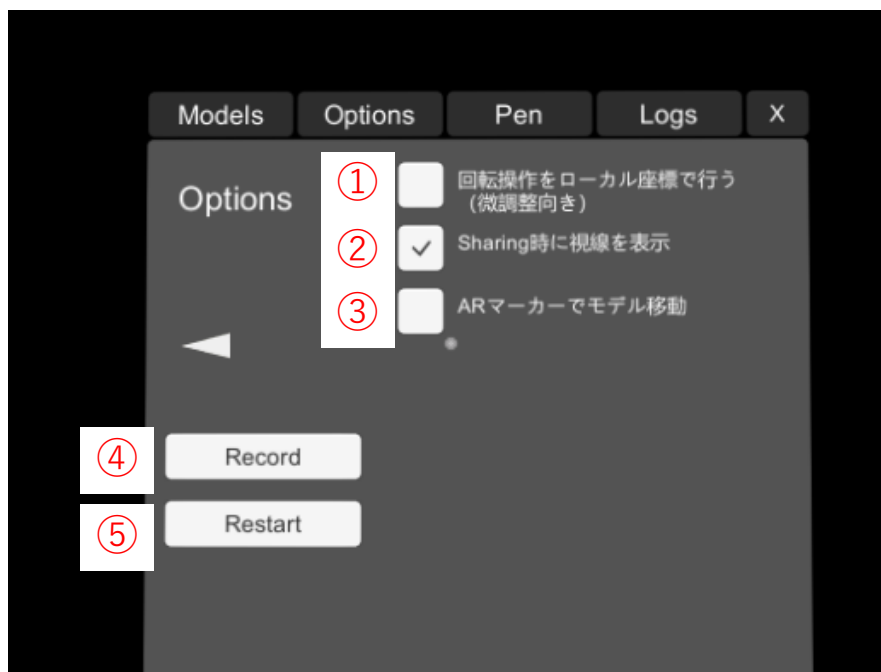 Models Options Pen Logs X
Options
① 回転操作をローカル座標で行う
（微調整向き）
② Sharing時に視線を表示
③ ARマーカーでモデル移動
④ Record
⑤ Restart